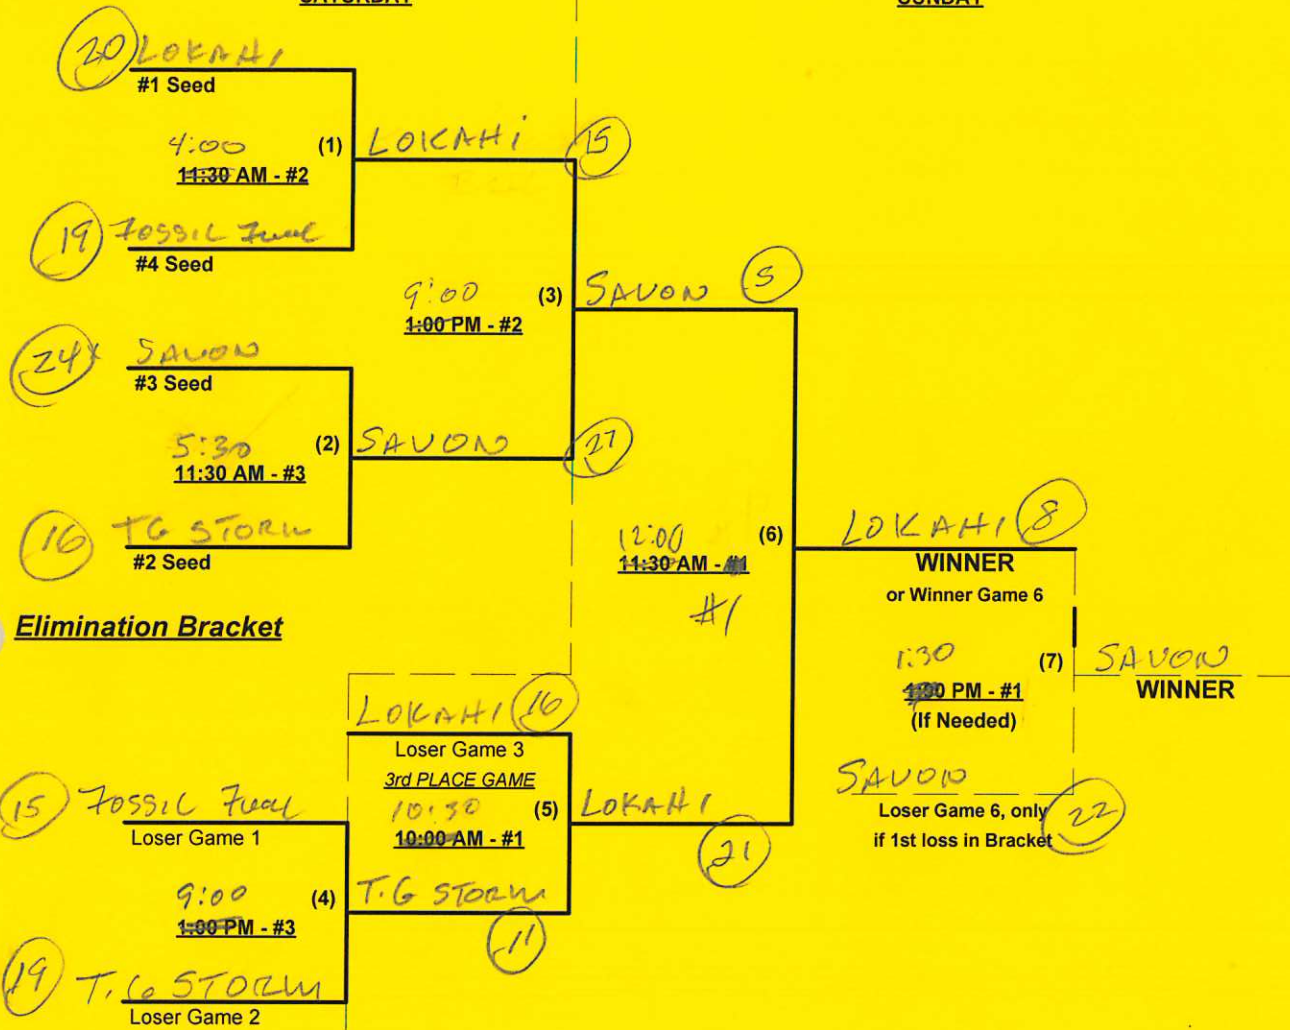 SATURDAY
SUNDAY
20 LOKAHI
#1 Seed
4:00
(1)
11:30 AM - #2
LOKAHI 15
19 FOSSIL Fuel
#4 Seed
9:00
(3)
1:00 PM - #2
SAVON 5
24 SAVON
#3 Seed
5:30
(2)
11:30 AM - #3
SAVON 27
16 TG STORM
#2 Seed
12:00
(6)
11:30 AM - #1
#1
LOKAHI 8
WINNER
or Winner Game 6
Elimination Bracket
1:30
(7)
PM - #1
(If Needed)
SAVON
WINNER
LOKAHI 16
Loser Game 3
3rd PLACE GAME
10:30
(5)
10:00 AM - #1
LOKAHI
21
SAVON
Loser Game 6, only
if 1st loss in Bracket
22
15 FOSSIL Fuel
Loser Game 1
9:00
(4)
1:00 PM - #3
T.G STORM
11
19 T.G STORM
Loser Game 2